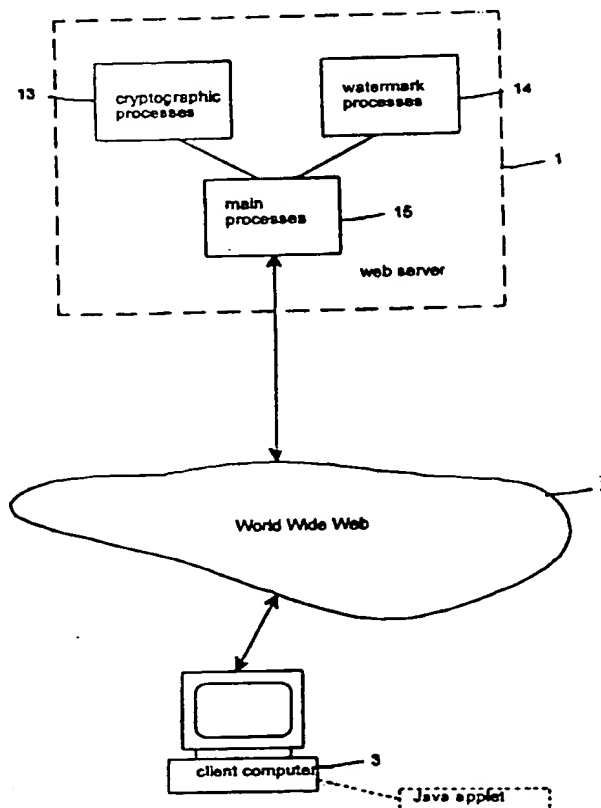 13
cryptographic
processes
watermark
processes
14
1
main
processes
15
web server
World Wide Web
client computer
3
Java applet